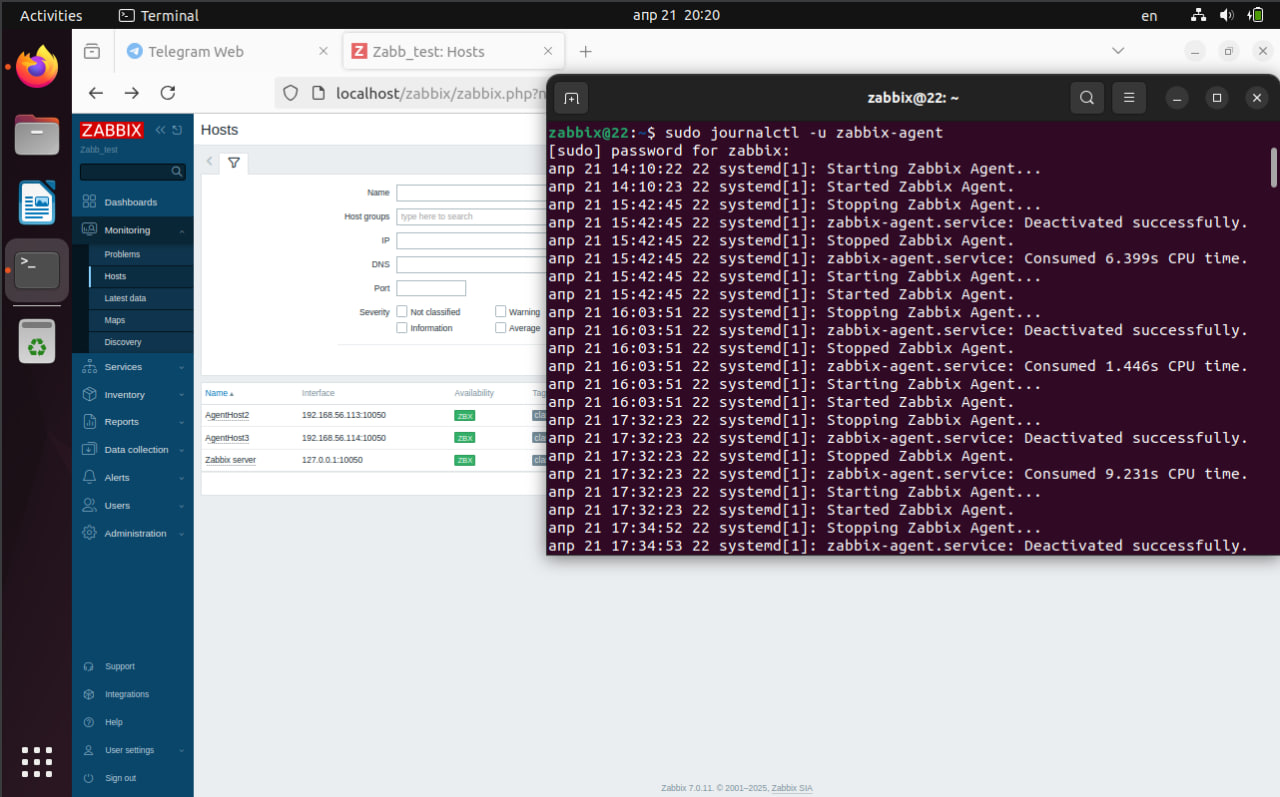 Activities
Terminal
апр 21 20:20
en
Telegram Web
Z Zabb_test: Hosts
localhost/zabbix/zabbix.php?n
ZABBIX
Zabb_test
Dashboards
Monitoring
Problems
Hosts
Latest data
Maps
Discovery
Services
Inventory
Reports
Data collection
Alerts
Users
Administration
Support
Integrations
Help
User settings
Sign out
Hosts
Name
Host groups type here to search
IP
DNS
Port
Severity Not classified Warning
Information Average
Name Interface Availability Tag
AgentHost2 192.168.56.113:10050 ZBX cla
AgentHost3 192.168.56.114:10050 ZBX cla
Zabbix server 127.0.0.1:10050 ZBX cla
Zabbix 7.0.11. © 2001–2025, Zabbix SIA
zabbix@22: ~
zabbix@22:~$ sudo journalctl -u zabbix-agent
[sudo] password for zabbix:
апр 21 14:10:22 22 systemd[1]: Starting Zabbix Agent...
апр 21 14:10:23 22 systemd[1]: Started Zabbix Agent.
апр 21 15:42:45 22 systemd[1]: Stopping Zabbix Agent...
апр 21 15:42:45 22 systemd[1]: zabbix-agent.service: Deactivated successfully.
апр 21 15:42:45 22 systemd[1]: Stopped Zabbix Agent.
апр 21 15:42:45 22 systemd[1]: zabbix-agent.service: Consumed 6.399s CPU time.
апр 21 15:42:45 22 systemd[1]: Starting Zabbix Agent...
апр 21 15:42:45 22 systemd[1]: Started Zabbix Agent.
апр 21 16:03:51 22 systemd[1]: Stopping Zabbix Agent...
апр 21 16:03:51 22 systemd[1]: zabbix-agent.service: Deactivated successfully.
апр 21 16:03:51 22 systemd[1]: Stopped Zabbix Agent.
апр 21 16:03:51 22 systemd[1]: zabbix-agent.service: Consumed 1.446s CPU time.
апр 21 16:03:51 22 systemd[1]: Starting Zabbix Agent...
апр 21 16:03:51 22 systemd[1]: Started Zabbix Agent.
апр 21 17:32:23 22 systemd[1]: Stopping Zabbix Agent...
апр 21 17:32:23 22 systemd[1]: zabbix-agent.service: Deactivated successfully.
апр 21 17:32:23 22 systemd[1]: Stopped Zabbix Agent.
апр 21 17:32:23 22 systemd[1]: zabbix-agent.service: Consumed 9.231s CPU time.
апр 21 17:32:23 22 systemd[1]: Starting Zabbix Agent...
апр 21 17:32:23 22 systemd[1]: Started Zabbix Agent.
апр 21 17:34:52 22 systemd[1]: Stopping Zabbix Agent...
апр 21 17:34:53 22 systemd[1]: zabbix-agent.service: Deactivated successfully.